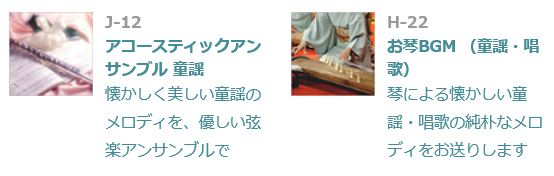 J-12
アコースティックアン
サンブル 童謡
懐かしく美しい童謡の
メロディを、優しい弦
楽アンサンブルで
H-22
お琴BGM （童謡・唱
歌）
琴による懐かしい童
謡・唱歌の純朴なメロ
ディをお送りします